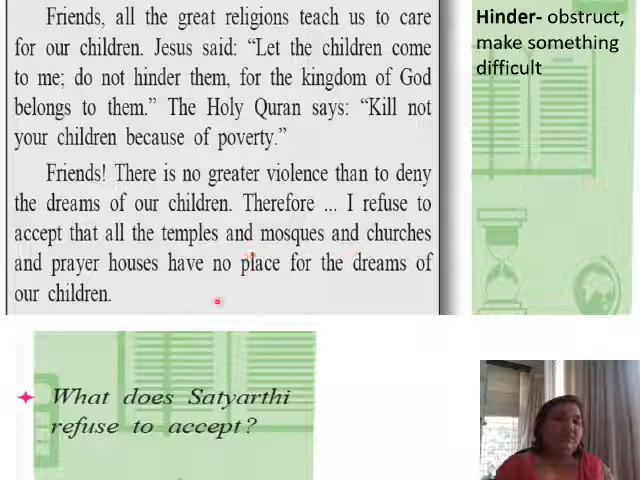 Friends, all the great religions teach us to care
for our children. Jesus said: “Let the children come
to me; do not hinder them, for the kingdom of God
belongs to them.” The Holy Quran says: “Kill not
your children because of poverty.”
Friends! There is no greater violence than to deny
the dreams of our children. Therefore ... I refuse to
accept that all the temples and mosques and churches
and prayer houses have no place for the dreams of
our children.
Hinder- obstruct,
make something
difficult
What does Satyarthi
refuse to accept?